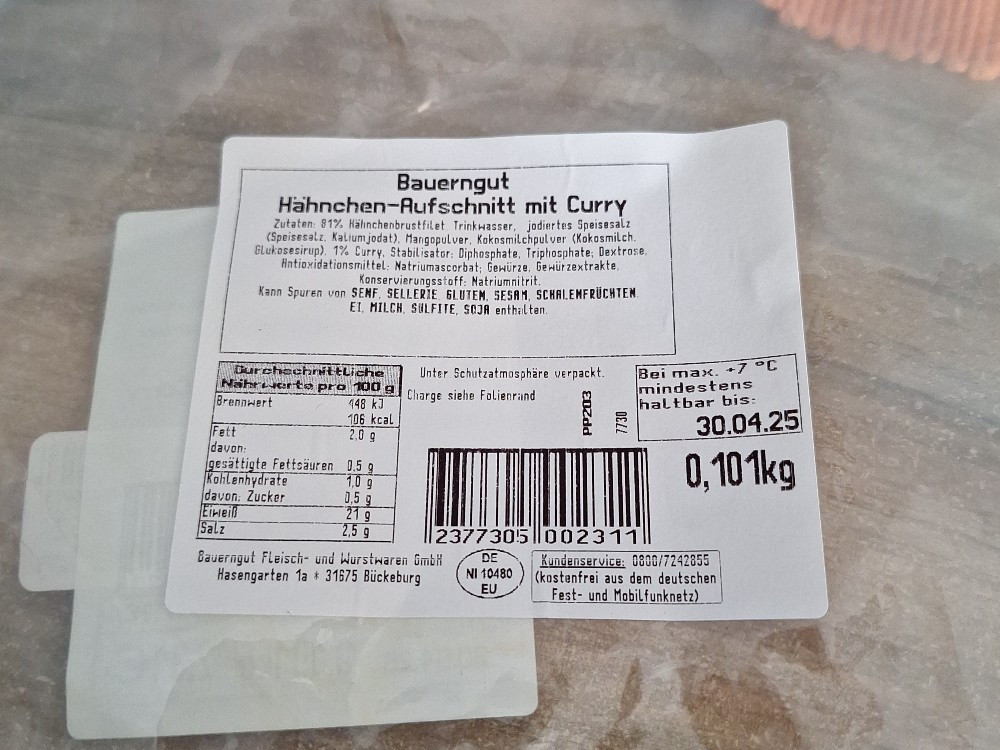 Bauerngut
Hähnchen-Aufschnitt mit Curry
Zutaten: 81% Hähnchenbrustfilet Trinkwasser, jodiertes Speisesalz
(Speisesalz, Kaliumjodat), Mangopulver, Kokosmilchpulver (Kokosmilch,
Glukosesirup), 1% Curry, Stabilisator: Diphosphate, Triphosphate; Dextrose,
Antioxidationsmittel: Natriumascorbat; Gewürze, Gewürzextrakte,
Konservierungsstoff: Natriumnitrit.
Kann Spuren von SENF, SELLERIE, GLUTEN, SESAM, SCHALENFRÜCHTEN,
EI, MILCH, SULFITE, SOJA enthalten.
Durchschnittliche
Nährwerte pro 100 g
Brennwert 448 kJ
106 kcal
Fett 2,0 g
davon:
gesättigte Fettsäuren 0,5 g
Kohlenhydrate 1,0 g
davon: Zucker 0,5 g
Eiweiß 21 g
Salz 2,5 g
Unter Schutzatmosphäre verpackt.
Charge siehe Folienrand
PP203
7730
Bei max. +7 °C
mindestens
haltbar bis:
30.04.25
0,101kg
2377305 002311
Bauerngut Fleisch- und Wurstwaren GmbH
Hasengarten 1a * 31675 Bückeburg
DE
NI 10480
EU
Kundenservice: 0800/7242855
(kostenfrei aus dem deutschen
Fest- und Mobilfunknetz)